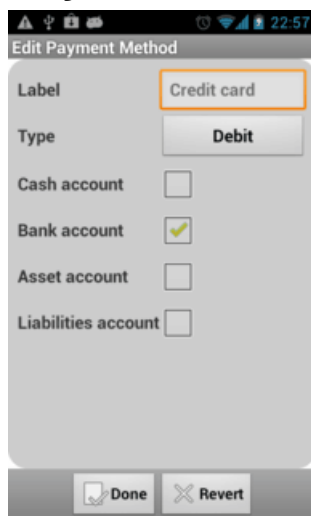 22:57
Edit Payment Method
Label Credit card
Type Debit
Cash account
Bank account
Asset account
Liabilities account
Done Revert